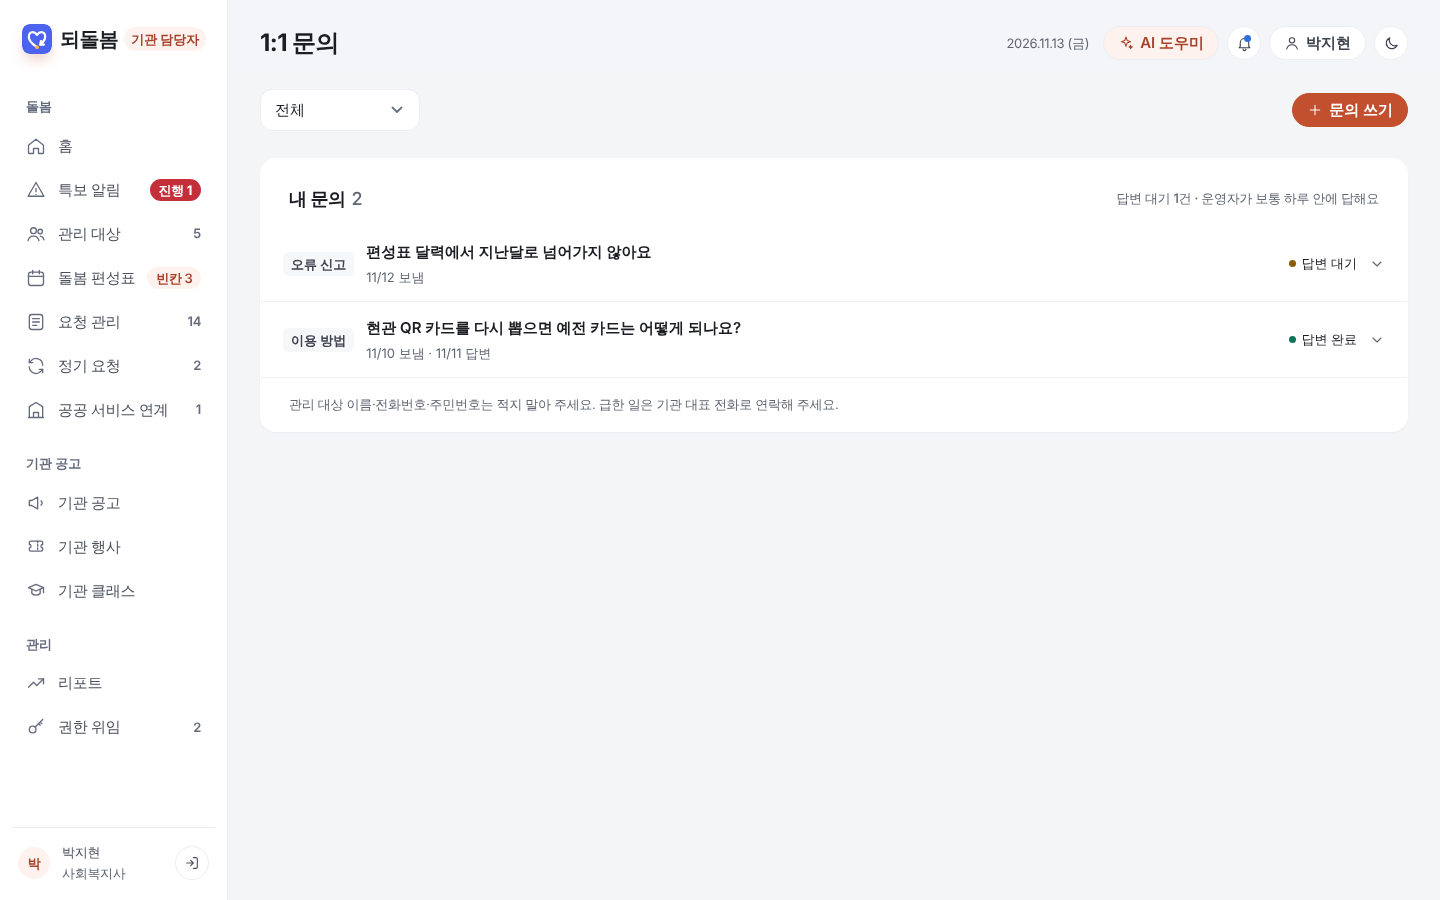 되돌봄 기관 담당자
돌봄
홈
특보 알림 진행 1
관리 대상 5
돌봄 편성표 빈칸 3
요청 관리 14
정기 요청 2
공공 서비스 연계 1
기관 공고
기관 공고
기관 행사
기관 클래스
관리
리포트
권한 위임 2
박 박지현
사회복지사
1:1 문의
2026.11.13 (금) AI 도우미 박지현
전체
문의 쓰기
내 문의 2
답변 대기 1건 · 운영자가 보통 하루 안에 답해요
오류 신고
편성표 달력에서 지난달로 넘어가지 않아요
11/12 보냄
답변 대기
이용 방법
현관 QR 카드를 다시 뽑으면 예전 카드는 어떻게 되나요?
11/10 보냄 · 11/11 답변
답변 완료
관리 대상 이름·전화번호·주민번호는 적지 말아 주세요. 급한 일은 기관 대표 전화로 연락해 주세요.